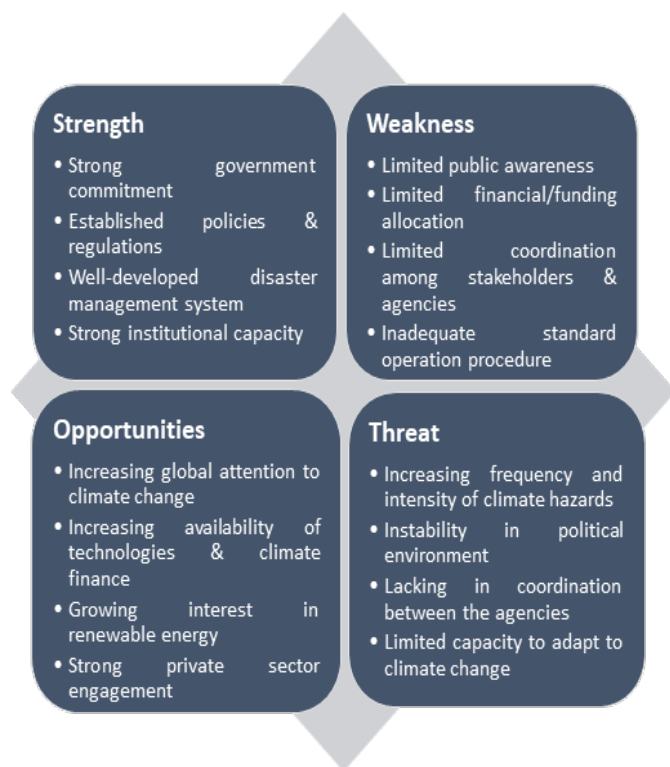 Strength
• Strong government
commitment
• Established policies &
regulations
• Well-developed disaster
management system
• Strong institutional capacity
Weakness
• Limited public awareness
• Limited financial/funding
allocation
• Limited coordination
among stakeholders &
agencies
• Inadequate standard
operation procedure
Opportunities
• Increasing global attention to
climate change
• Increasing availability of
technologies & climate
finance
• Growing interest in
renewable energy
• Strong private sector
engagement
Threat
• Increasing frequency and
intensity of climate hazards
• Instability in political
environment
• Lacking in coordination
between the agencies
• Limited capacity to adapt to
climate change